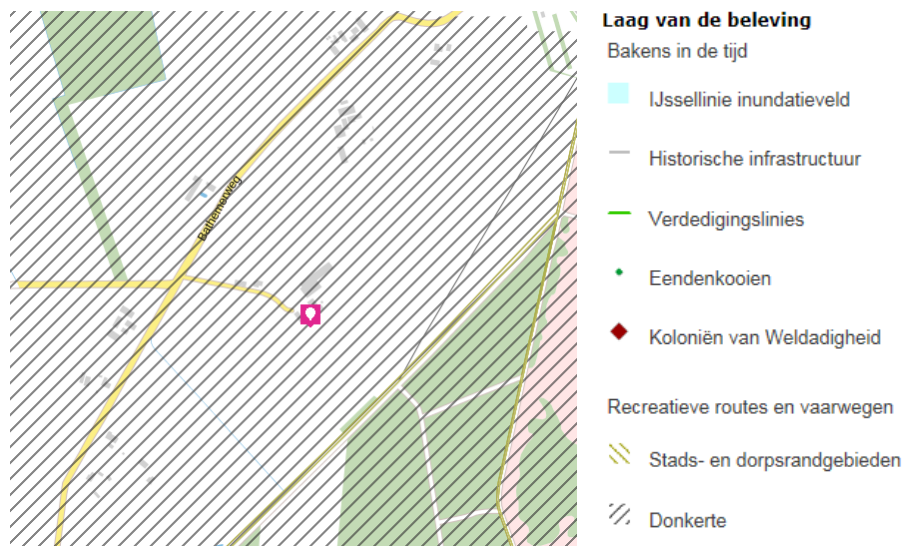 Bathemerweg
Laag van de beleving
Bakens in de tijd
IJssellinie inundatieveld
Historische infrastructuur
Verdedigingslinies
Eendenkooien
Koloniën van Weldadigheid
Recreatieve routes en vaarwegen
Stads- en dorpsrandgebieden
Donkerte